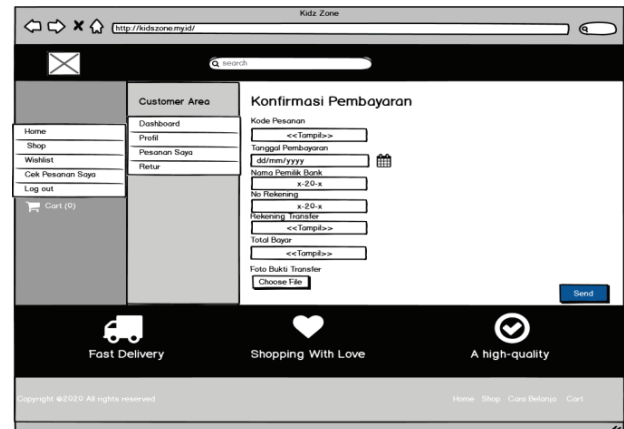 Kidz Zone
http://kidszone.my.id/
search
Home
Shop
Wishlist
Cek Pesanan Saya
Log out
Cart (0)
Customer Area
Dashboard
Profil
Pesanan Saya
Retur
Konfirmasi Pembayaran
Kode Pesanan
<<Tampil>>
Tanggal Pembayaran
dd/mm/yyyy
Nama Pemilik Bank
x-20-x
No Rekening
x-20-x
Rekening Transfer
<<Tampil>>
Total Bayar
<<Tampil>>
Foto Bukti Transfer
Choose File
Send
Fast Delivery
Shopping With Love
A high-quality
Copyright @2020 All rights reserved
Home Shop Cara Belanja Cart